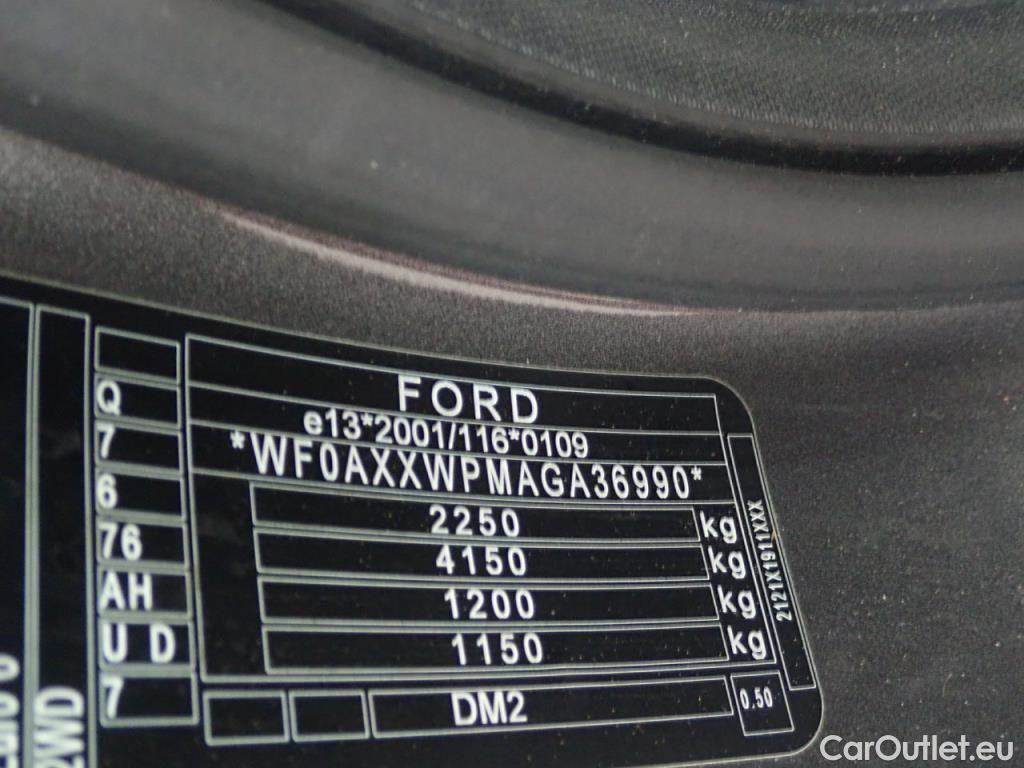 FORD
e13*2001/116*0109
*WF0AXXWPMAGA36990*
2250 kg
4150 kg
1200 kg
1150 kg
DM2
0.50
2121X1911XXX
Q
7
6
76
AH
U D
7
2WD
CarOutlet.eu